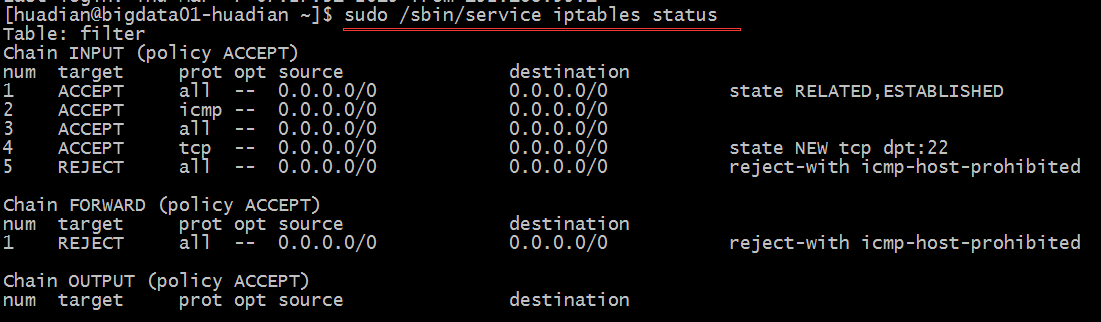 [huadian@bigdata01-huadian ~]$ sudo /sbin/service iptables status
Table: filter
Chain INPUT (policy ACCEPT)
num  target     prot opt source               destination
1    ACCEPT     all  --  0.0.0.0/0            0.0.0.0/0           state RELATED,ESTABLISHED
2    ACCEPT     icmp --  0.0.0.0/0            0.0.0.0/0
3    ACCEPT     all  --  0.0.0.0/0            0.0.0.0/0
4    ACCEPT     tcp  --  0.0.0.0/0            0.0.0.0/0           state NEW tcp dpt:22
5    REJECT     all  --  0.0.0.0/0            0.0.0.0/0           reject-with icmp-host-prohibited
Chain FORWARD (policy ACCEPT)
num  target     prot opt source               destination
1    REJECT     all  --  0.0.0.0/0            0.0.0.0/0           reject-with icmp-host-prohibited
Chain OUTPUT (policy ACCEPT)
num  target     prot opt source               destination